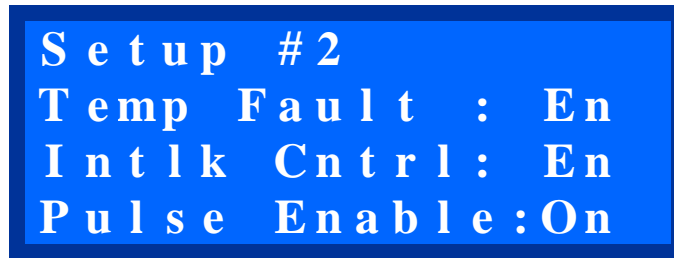 Setup #2
Temp Fault : En
Intlk Cntrl: En
Pulse Enable:On